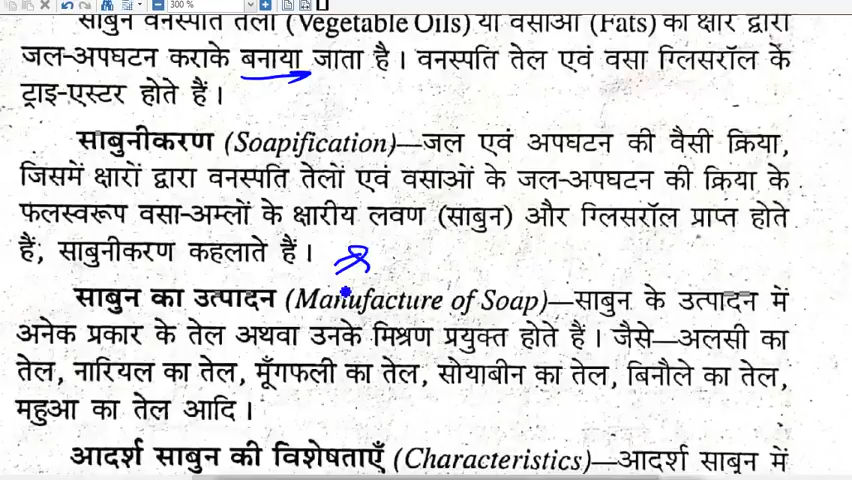 300 %
साबुन वनस्पति तेलों (Vegetable Oils) या वसाओं (Fats) को क्षार द्वारा
जल-अपघटन कराके बनाया जाता है। वनस्पति तेल एवं वसा ग्लिसरॉल के
ट्राइ-एस्टर होते हैं।
साबुनीकरण (Soapification)—जल एवं अपघटन की वैसी क्रिया,
जिसमें क्षारों द्वारा वनस्पति तेलों एवं वसाओं के जल-अपघटन की क्रिया के
फलस्वरूप वसा-अम्लों के क्षारीय लवण (साबुन) और ग्लिसरॉल प्राप्त होते
हैं, साबुनीकरण कहलाते हैं।
साबुन का उत्पादन (Manufacture of Soap)—साबुन के उत्पादन में
अनेक प्रकार के तेल अथवा उनके मिश्रण प्रयुक्त होते हैं। जैसे—अलसी का
तेल, नारियल का तेल, मूँगफली का तेल, सोयाबीन का तेल, बिनौले का तेल,
महुआ का तेल आदि।
आदर्श साबुन की विशेषताएँ (Characteristics)—आदर्श साबुन में